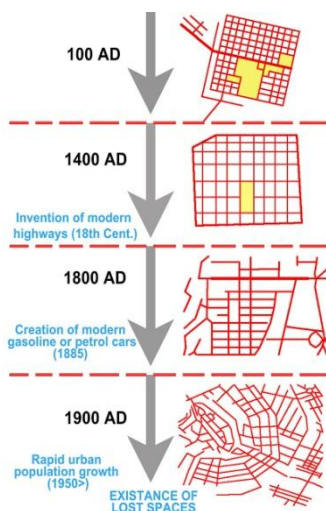 100 AD
1400 AD
Invention of modern
highways (18th Cent.)
1800 AD
Creation of modern
gasoline or petrol cars
(1885)
1900 AD
Rapid urban
population growth
(1950>)
EXISTANCE OF
LOST SPACES